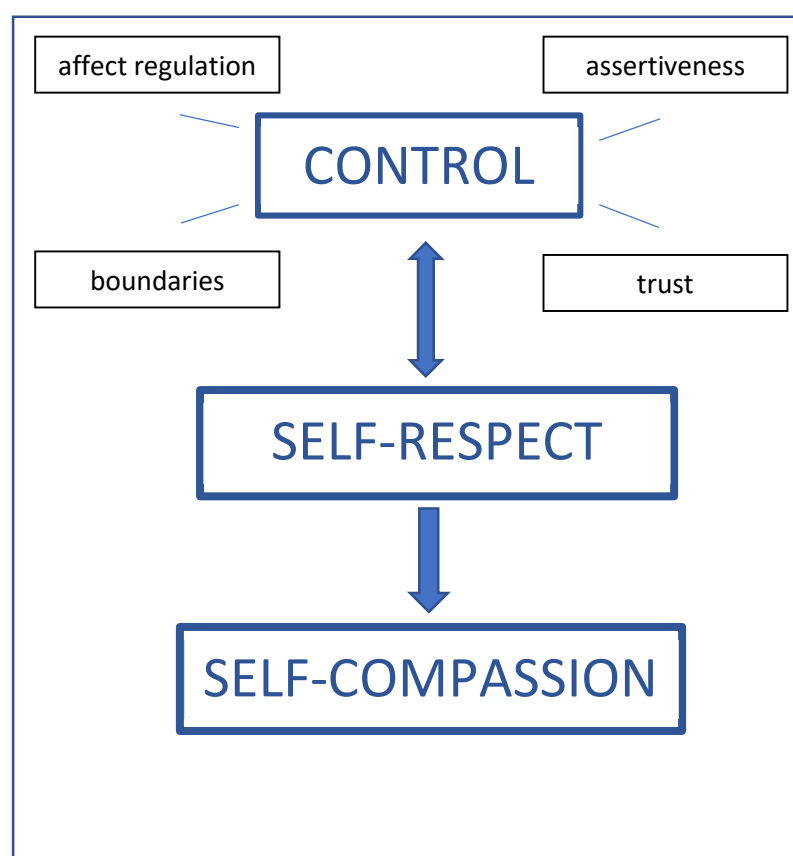 affect regulation
assertiveness
CONTROL
boundaries
trust
SELF-RESPECT
SELF-COMPASSION